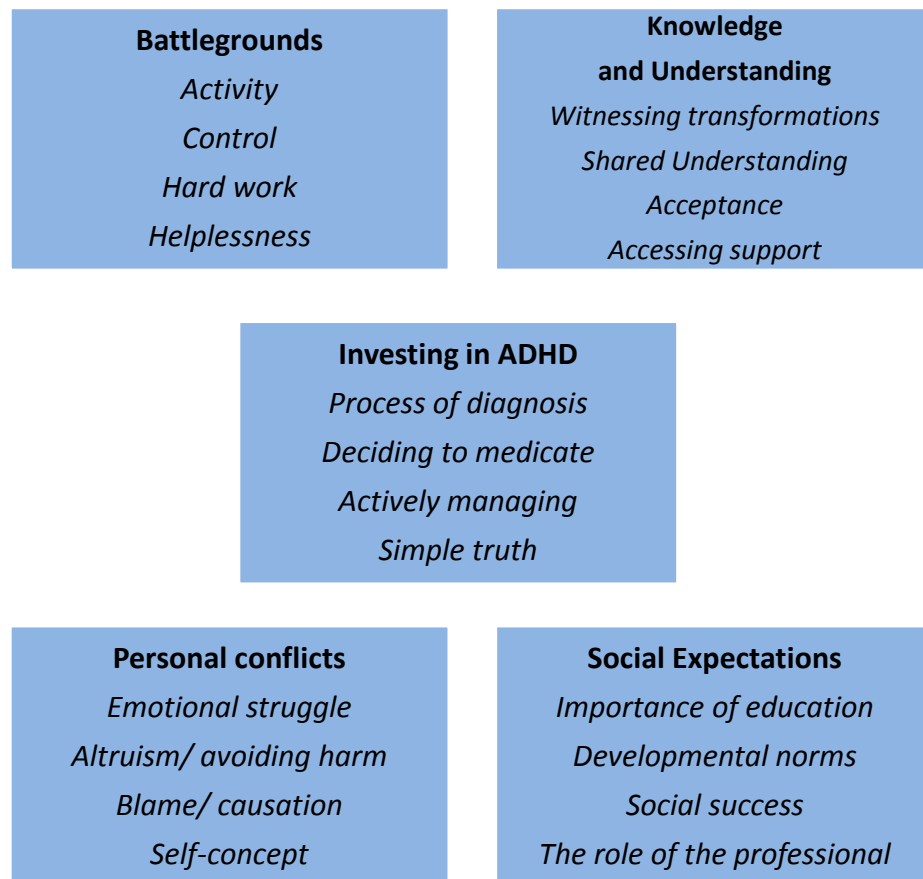 Battlegrounds
Activity
Control
Hard work
Helplessness
Knowledge
and Understanding
Witnessing transformations
Shared Understanding
Acceptance
Accessing support
Investing in ADHD
Process of diagnosis
Deciding to medicate
Actively managing
Simple truth
Personal conflicts
Emotional struggle
Altruism/ avoiding harm
Blame/ causation
Self-concept
Social Expectations
Importance of education
Developmental norms
Social success
The role of the professional